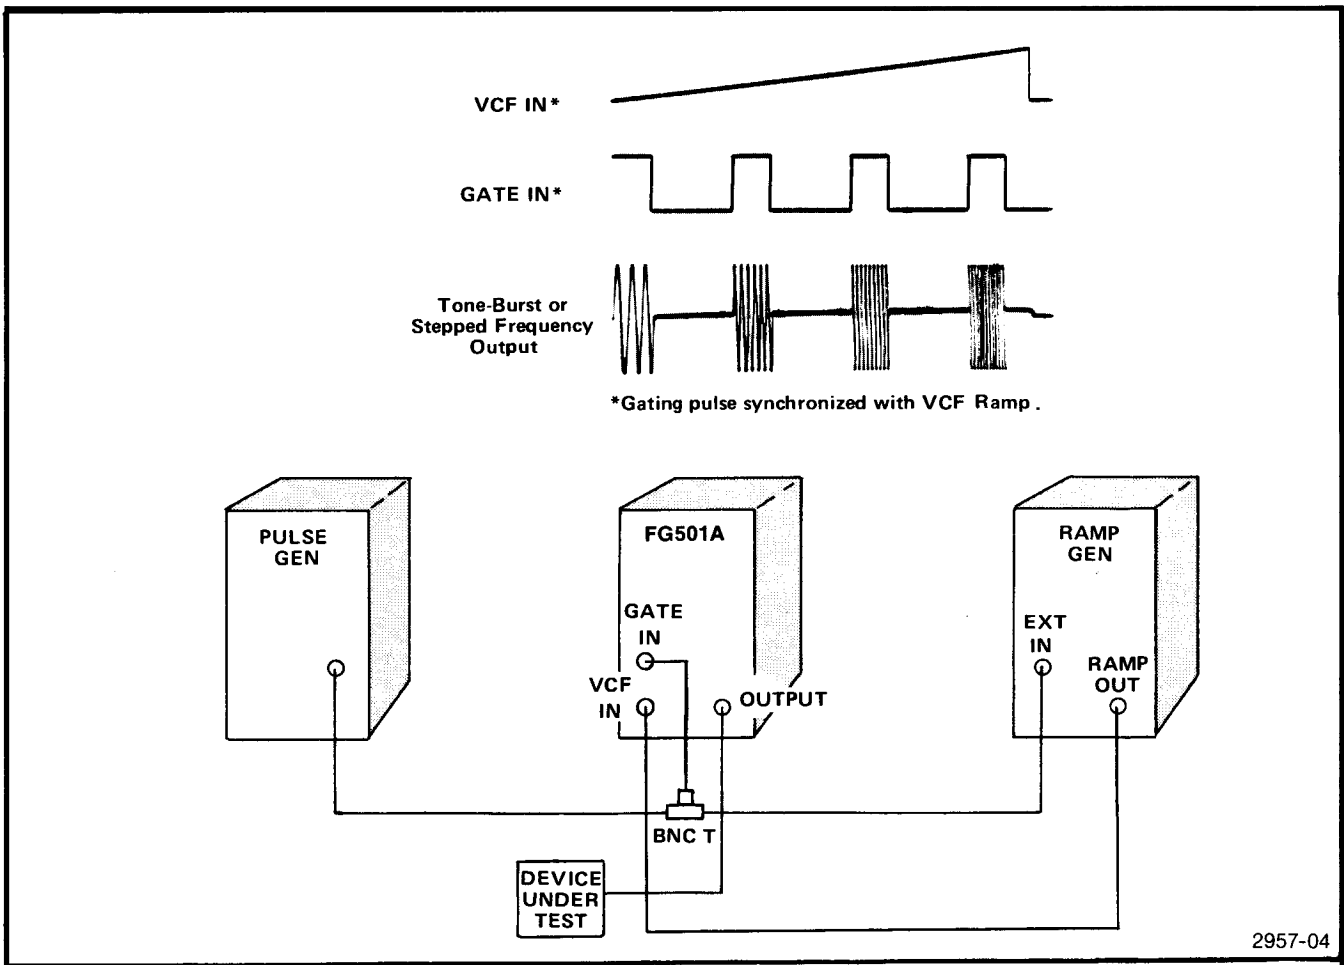 VCF IN*
GATE IN*
Tone-Burst or
Stepped Frequency
Output
*Gating pulse synchronized with VCF Ramp.
PULSE
GEN
FG501A
GATE
IN
VCF
IN
OUTPUT
RAMP
GEN
EXT
IN
RAMP
OUT
BNC T
DEVICE
UNDER
TEST
2957-04